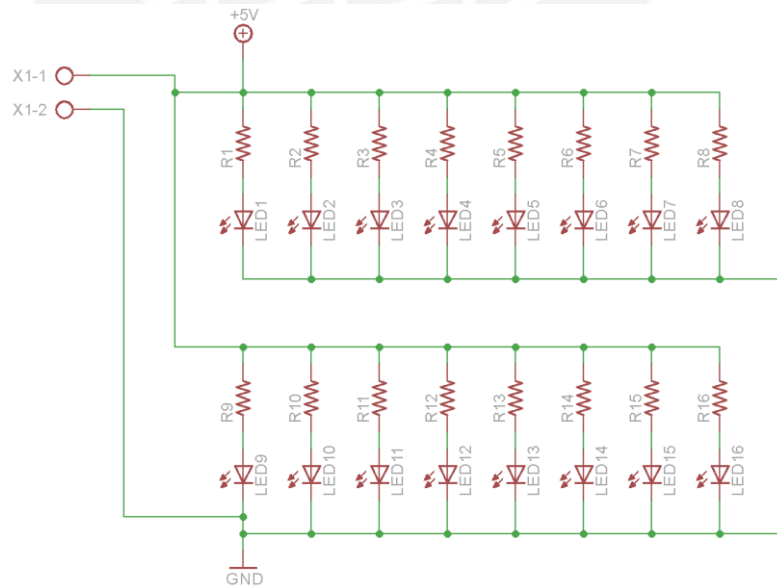 +5V
X1-1
X1-2
R1 R2 R3 R4 R5 R6 R7 R8
LED1 LED2 LED3 LED4 LED5 LED6 LED7 LED8
R9 R10 R11 R12 R13 R14 R15 R16
LED9 LED10 LED11 LED12 LED13 LED14 LED15 LED16
GND